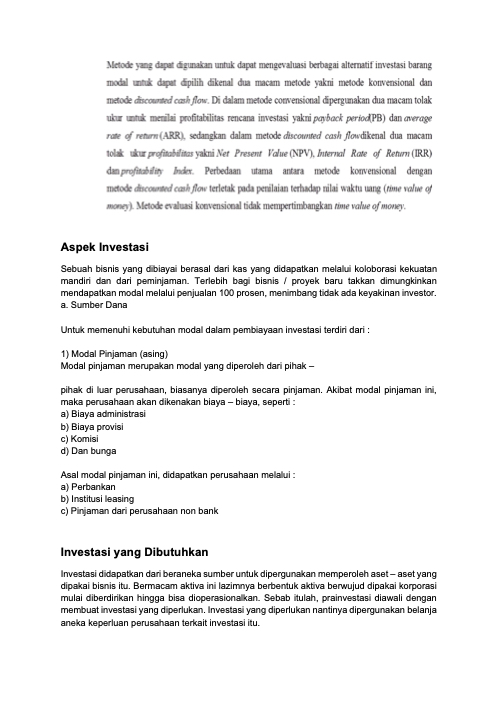 Metode yang dapat digunakan untuk dapat mengevaluasi berbagai alternatif investasi barang
modal untuk dapat dipilih dikenal dua macam metode yakni metode konvensional dan
metode discounted cash flow. Di dalam metode convensional dipergunakan dua macam tolak
ukur untuk menilai profitabilitas rencana investasi yakni payback period(PB) dan average
rate of return (ARR), sedangkan dalam metode discounted cash flowdikenal dua macam
tolak ukur profitabilitas yakni Net Present Value (NPV), Internal Rate of Return (IRR)
dan profitability Index. Perbedaan utama antara metode konvensional dengan
metode discounted cash flow terletak pada penilaian terhadap nilai waktu uang (time value of
money). Metode evaluasi konvensional tidak mempertimbangkan time value of money.
Aspek Investasi
Sebuah bisnis yang dibiayai berasal dari kas yang didapatkan melalui koloborasi kekuatan
mandiri dan dari peminjaman. Terlebih bagi bisnis / proyek baru takkan dimungkinkan
mendapatkan modal melalui penjualan 100 prosen, menimbang tidak ada keyakinan investor.
a. Sumber Dana
Untuk memenuhi kebutuhan modal dalam pembiayaan investasi terdiri dari :
1) Modal Pinjaman (asing)
Modal pinjaman merupakan modal yang diperoleh dari pihak –
pihak di luar perusahaan, biasanya diperoleh secara pinjaman. Akibat modal pinjaman ini,
maka perusahaan akan dikenakan biaya – biaya, seperti :
a) Biaya administrasi
b) Biaya provisi
c) Komisi
d) Dan bunga
Asal modal pinjaman ini, didapatkan perusahaan melalui :
a) Perbankan
b) Institusi leasing
c) Pinjaman dari perusahaan non bank
Investasi yang Dibutuhkan
Investasi didapatkan dari beraneka sumber untuk dipergunakan memperoleh aset – aset yang
dipakai bisnis itu. Bermacam aktiva ini lazimnya berbentuk aktiva berwujud dipakai korporasi
mulai diberdirikan hingga bisa dioperasionalkan. Sebab itulah, prainvestasi diawali dengan
membuat investasi yang diperlukan. Investasi yang diperlukan nantinya dipergunakan belanja
aneka keperluan perusahaan terkait investasi itu.